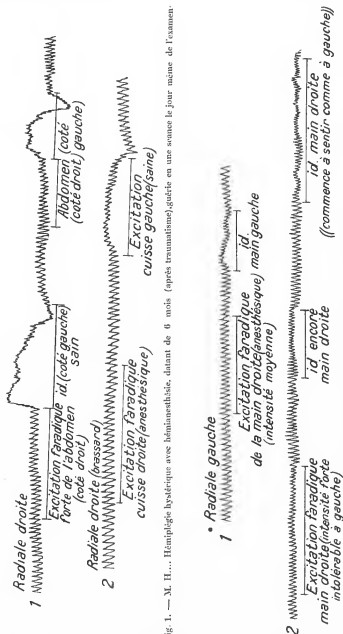 Radiale droite
1
Excitation faradique
forte de l'abdomen
(coté droit)
id (coté gauche)
sain
Abdomen (coté
(coté droit) gauche)
Radiale droite (brassard)
2
Excitation faradique
cuisse droite (anesthésique)
Excitation
cuisse gauche (saine)
ig. 1. — M. H.... Hémiplégie hystérique avec hémianesthésie, datant de 6 mois (après traumatisme), guérie en une séance le jour même de l'examen.
• Radiale gauche
1
Excitation faradique
de la main droite (anesthésique)
(intensité moyenne)
id
main gauche
2
Excitation faradique
main droite (intensité forte
intolérable à gauche)
id encore
main droite
id main droite
(commence à sentir comme à gauche))